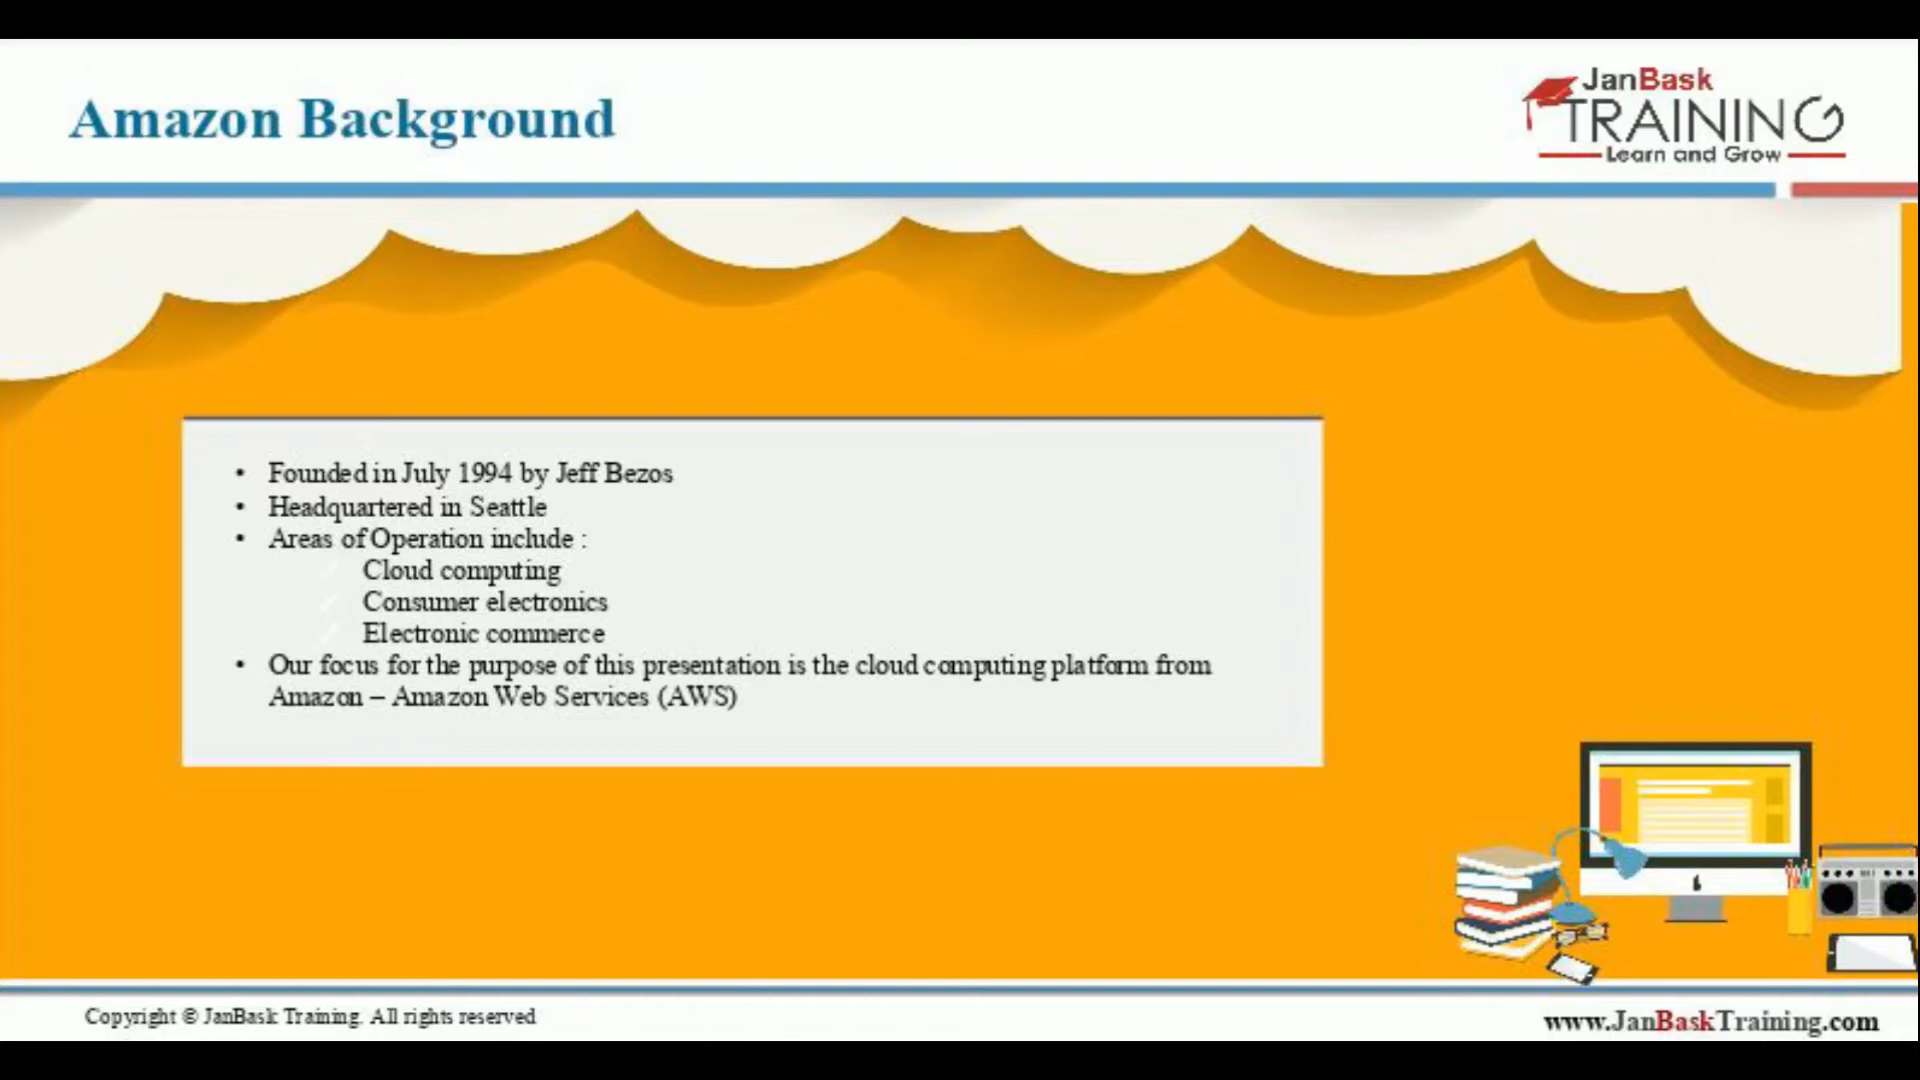 Amazon Background
JanBask
TRAINING
Learn and Grow
• Founded in July 1994 by Jeff Bezos
• Headquartered in Seattle
• Areas of Operation include :
Cloud computing
Consumer electronics
Electronic commerce
• Our focus for the purpose of this presentation is the cloud computing platform from
Amazon – Amazon Web Services (AWS)
Copyright © JanBask Training. All rights reserved
www.JanBaskTraining.com